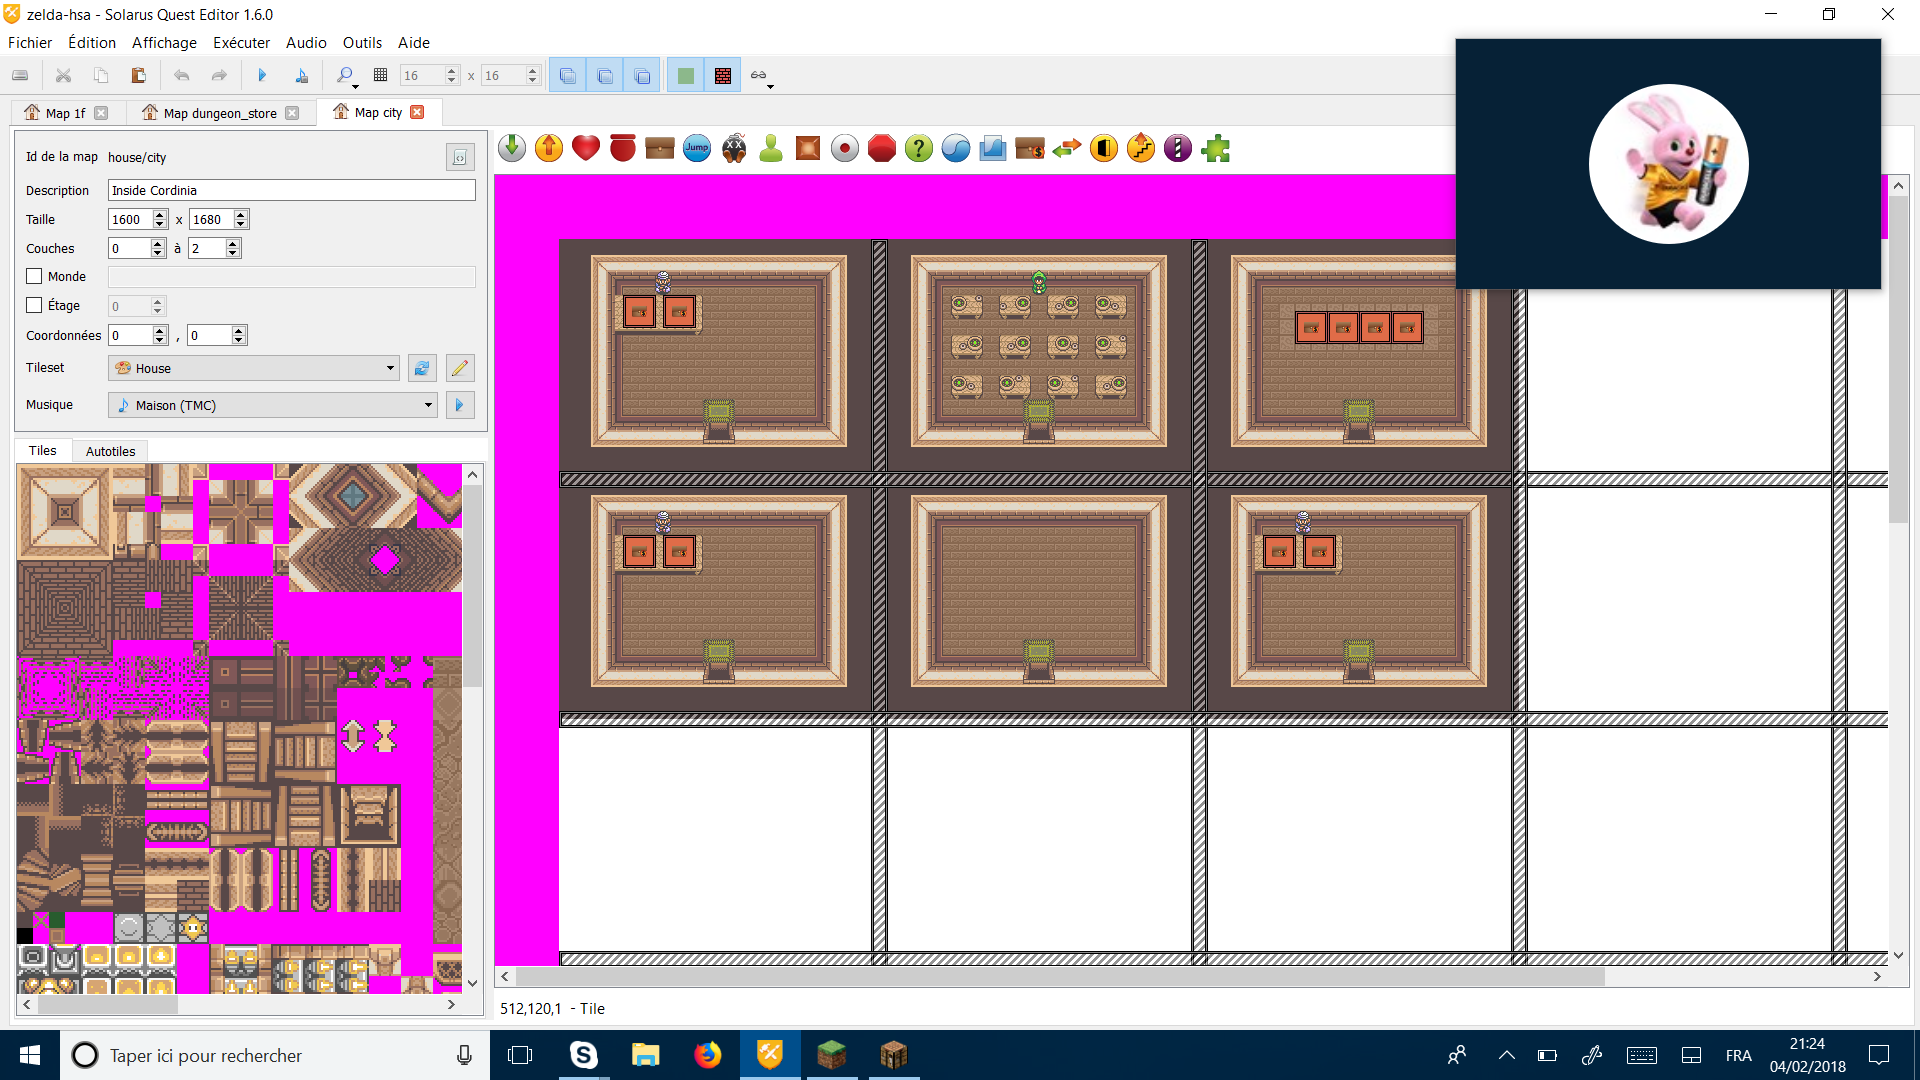 zelda-hsa - Solarus Quest Editor 1.6.0
Fichier Édition Affichage Exécuter Audio Outils Aide
16 x 16
Map 1f Map dungeon_store Map city
Id de la map house/city
Description Inside Cordinia
Taille 1600 x 1680
Couches 0 à 2
Monde
Étage 0
Coordonnées 0 , 0
Tileset House
Musique Maison (TMC)
Tiles Autotiles
Jump
512,120,1 - Tile
Taper ici pour rechercher
FRA
21:24
04/02/2018